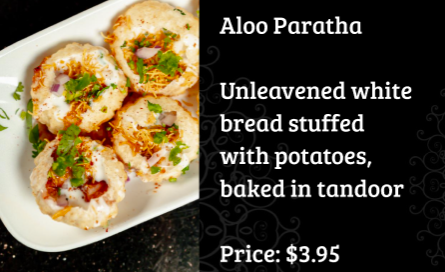 Aloo Paratha
Unleavened white
bread stuffed
with potatoes,
baked in tandoor
Price: $3.95